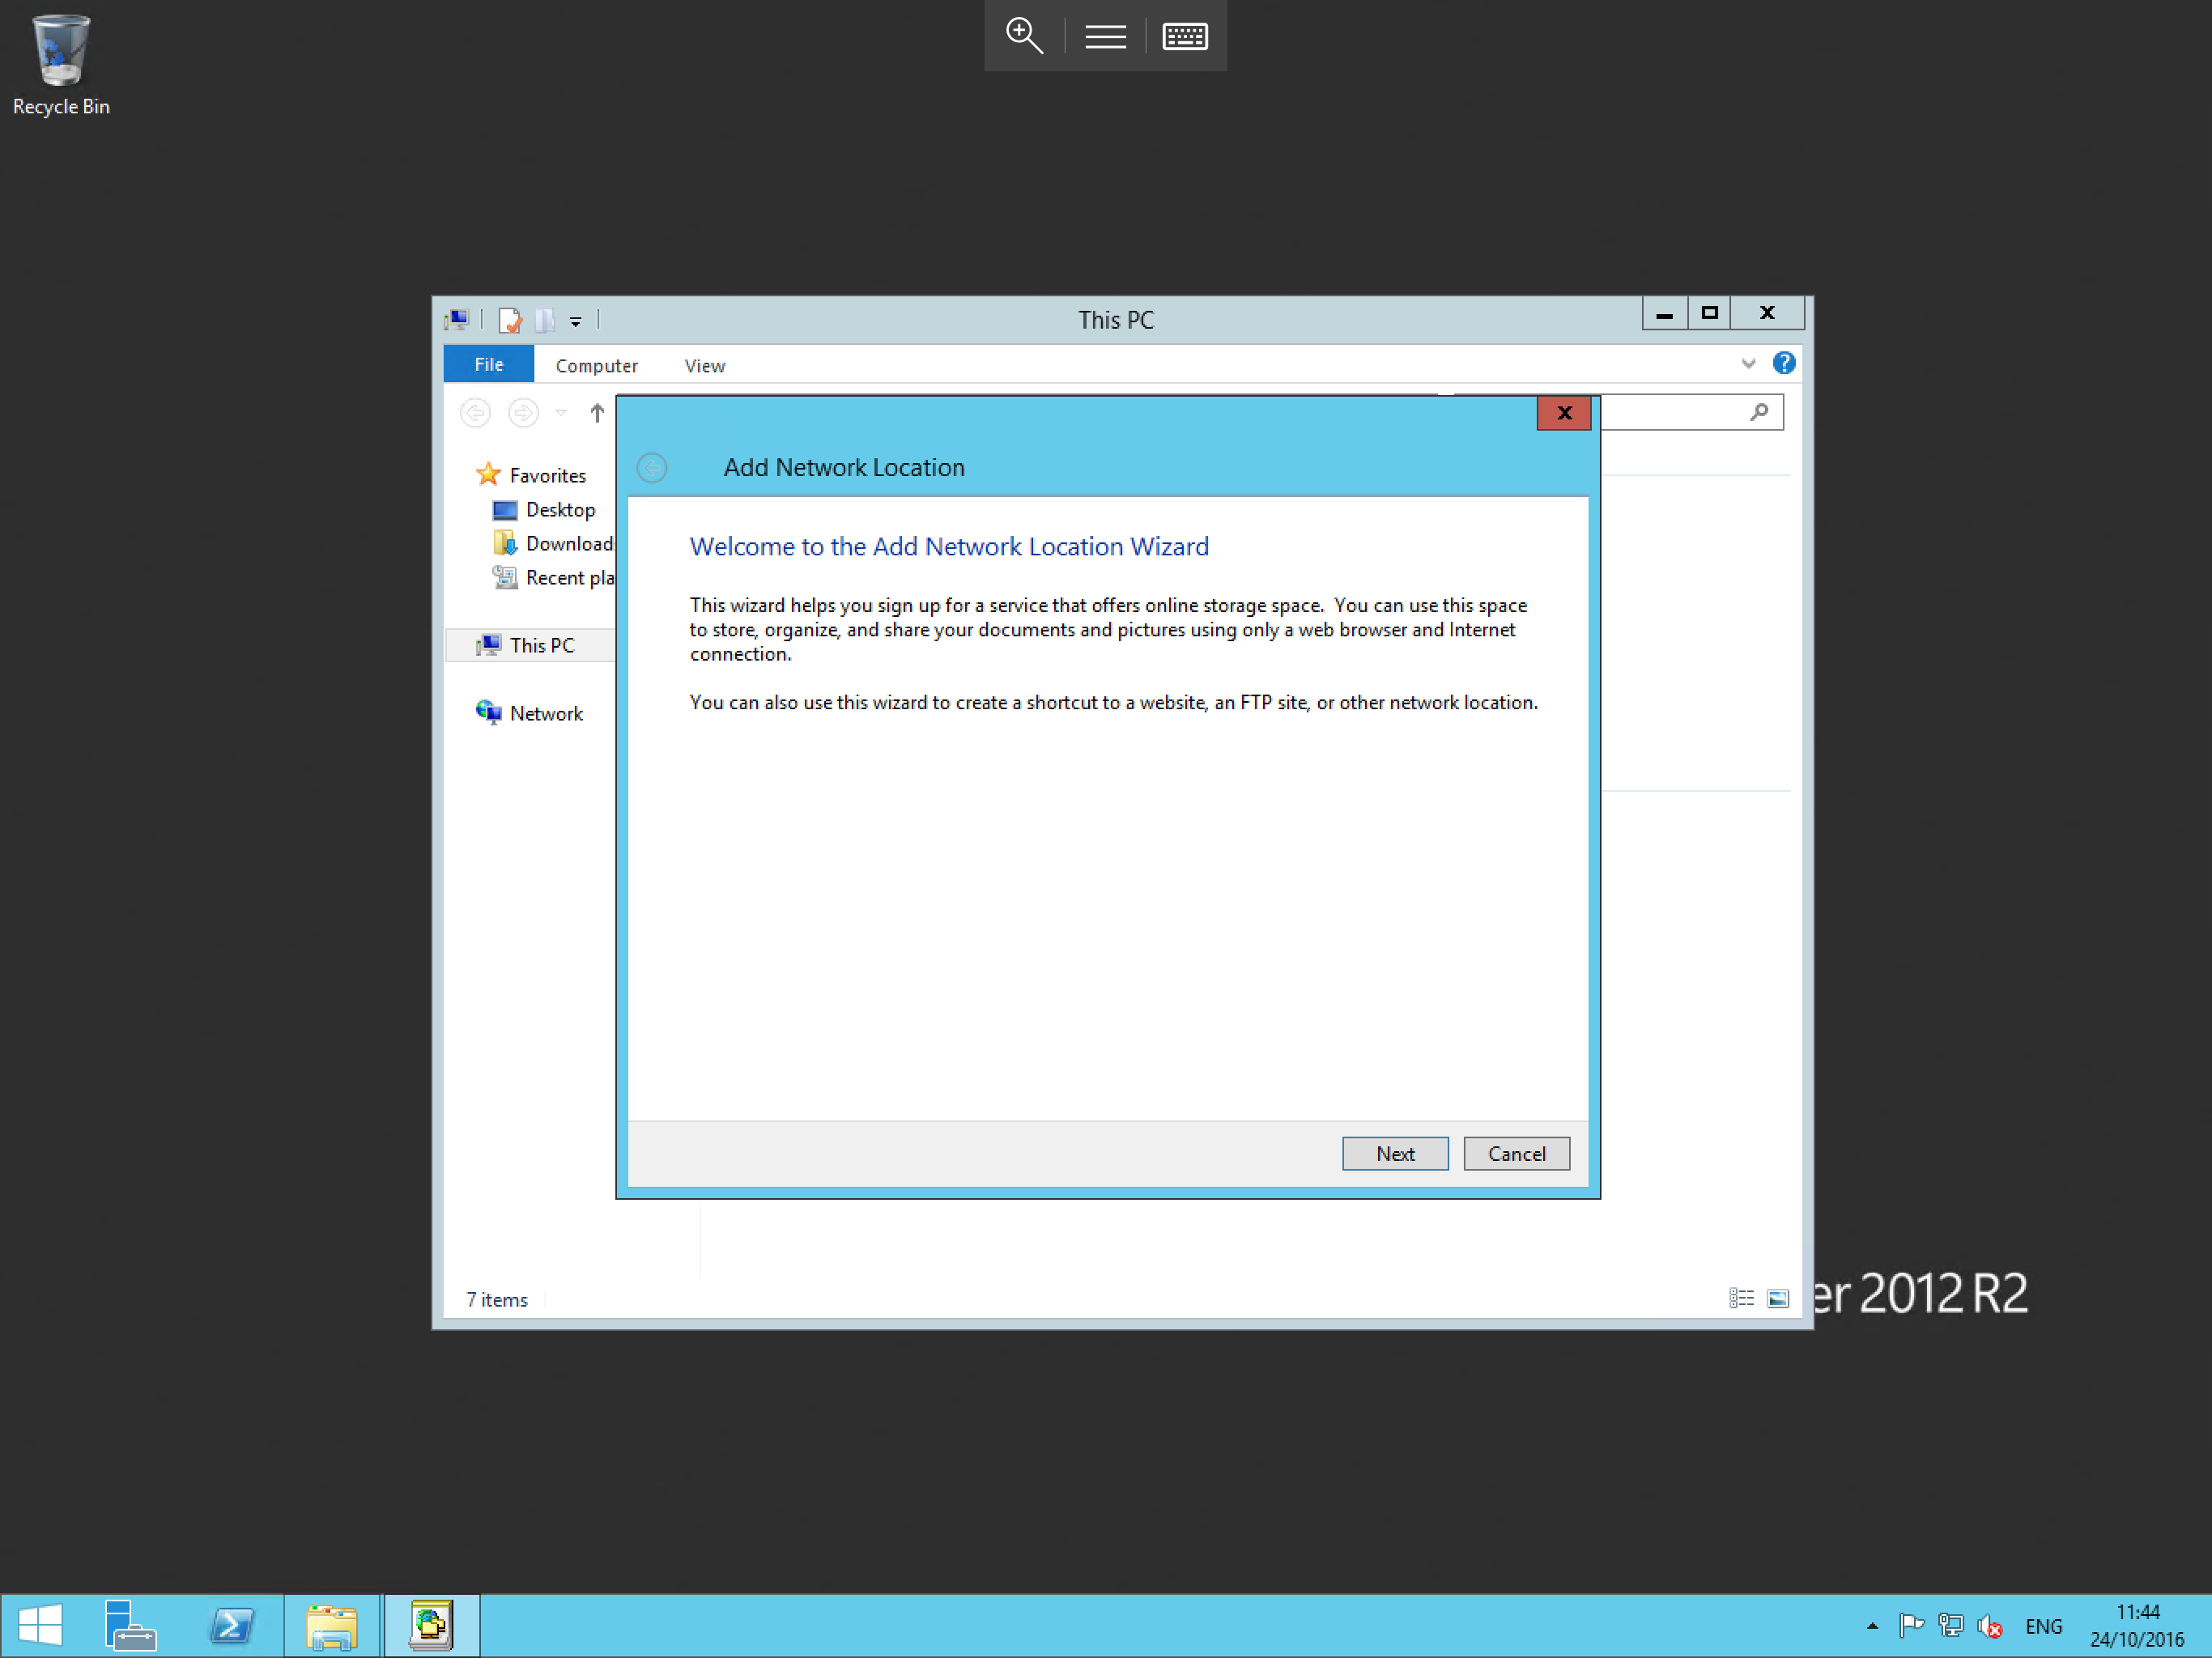 Recycle Bin
This PC
File
Computer
View
Add Network Location
Favorites
Desktop
Download
Recent pla
This PC
Network
Welcome to the Add Network Location Wizard
This wizard helps you sign up for a service that offers online storage space. You can use this space
to store, organize, and share your documents and pictures using only a web browser and Internet
connection.
You can also use this wizard to create a shortcut to a website, an FTP site, or other network location.
Next
Cancel
7 items
er 2012 R2
ENG
11:44
24/10/2016